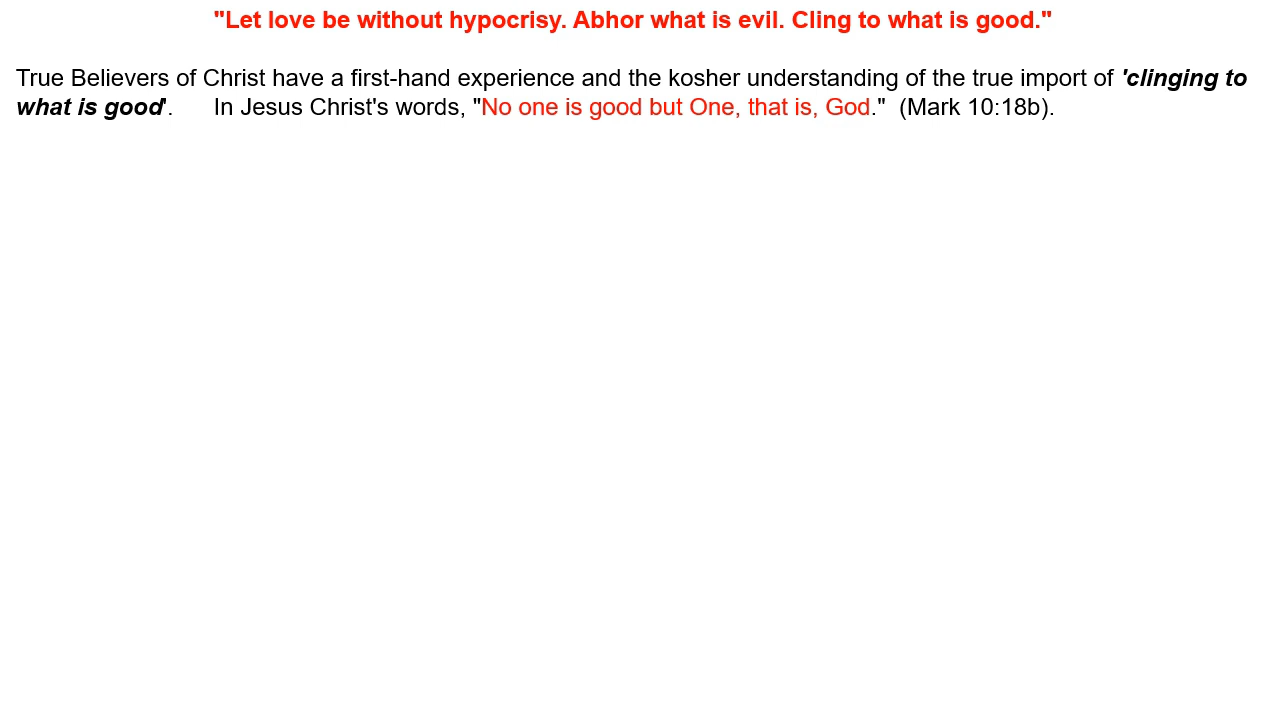 "Let love be without hypocrisy. Abhor what is evil. Cling to what is good."
True Believers of Christ have a first-hand experience and the kosher understanding of the true import of 'clinging to
what is good'. In Jesus Christ's words, "No one is good but One, that is, God." (Mark 10:18b).